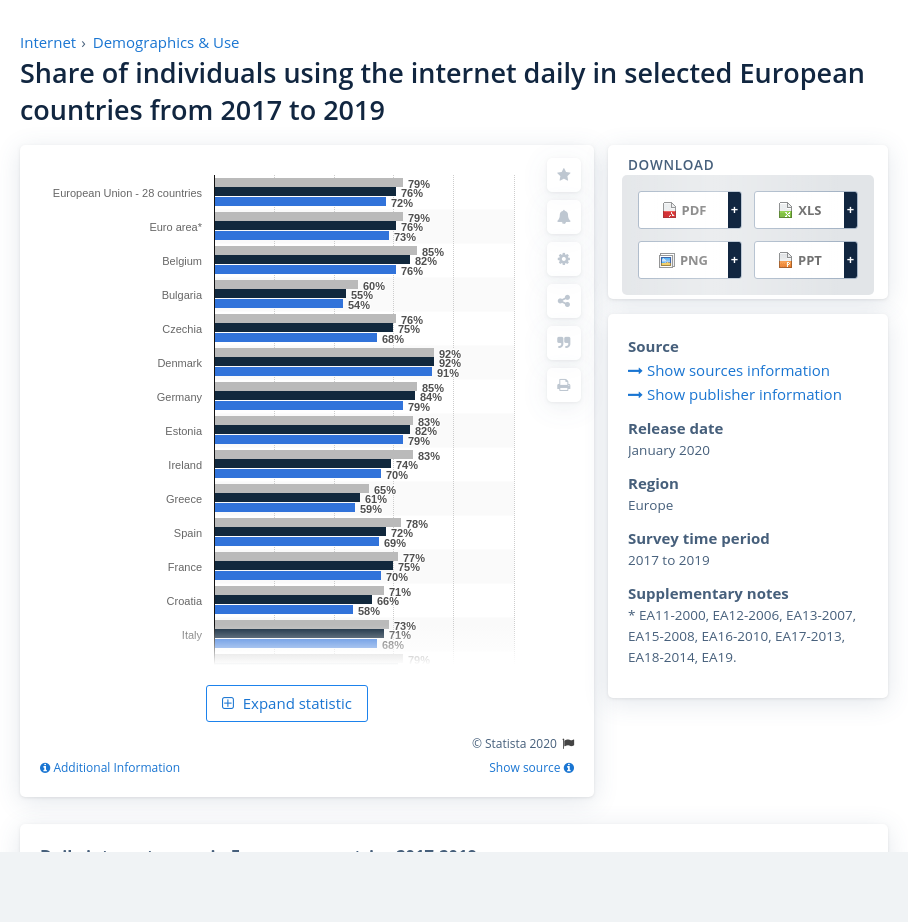 Internet › Demographics & Use
Share of individuals using the internet daily in selected European
countries from 2017 to 2019
European Union - 28 countries
79%
76%
72%
Euro area*
79%
76%
73%
Belgium
85%
82%
76%
Bulgaria
60%
55%
54%
Czechia
76%
75%
68%
Denmark
92%
92%
91%
Germany
85%
84%
79%
Estonia
83%
82%
79%
Ireland
83%
74%
70%
Greece
65%
61%
59%
Spain
78%
72%
69%
France
77%
75%
70%
Croatia
71%
66%
58%
Italy
73%
71%
68%
79%
Expand statistic
© Statista 2020
Additional Information
Show source
DOWNLOAD
PDF +
XLS +
PNG +
PPT +
Source
Show sources information
Show publisher information
Release date
January 2020
Region
Europe
Survey time period
2017 to 2019
Supplementary notes
* EA11-2000, EA12-2006, EA13-2007,
EA15-2008, EA16-2010, EA17-2013,
EA18-2014, EA19.